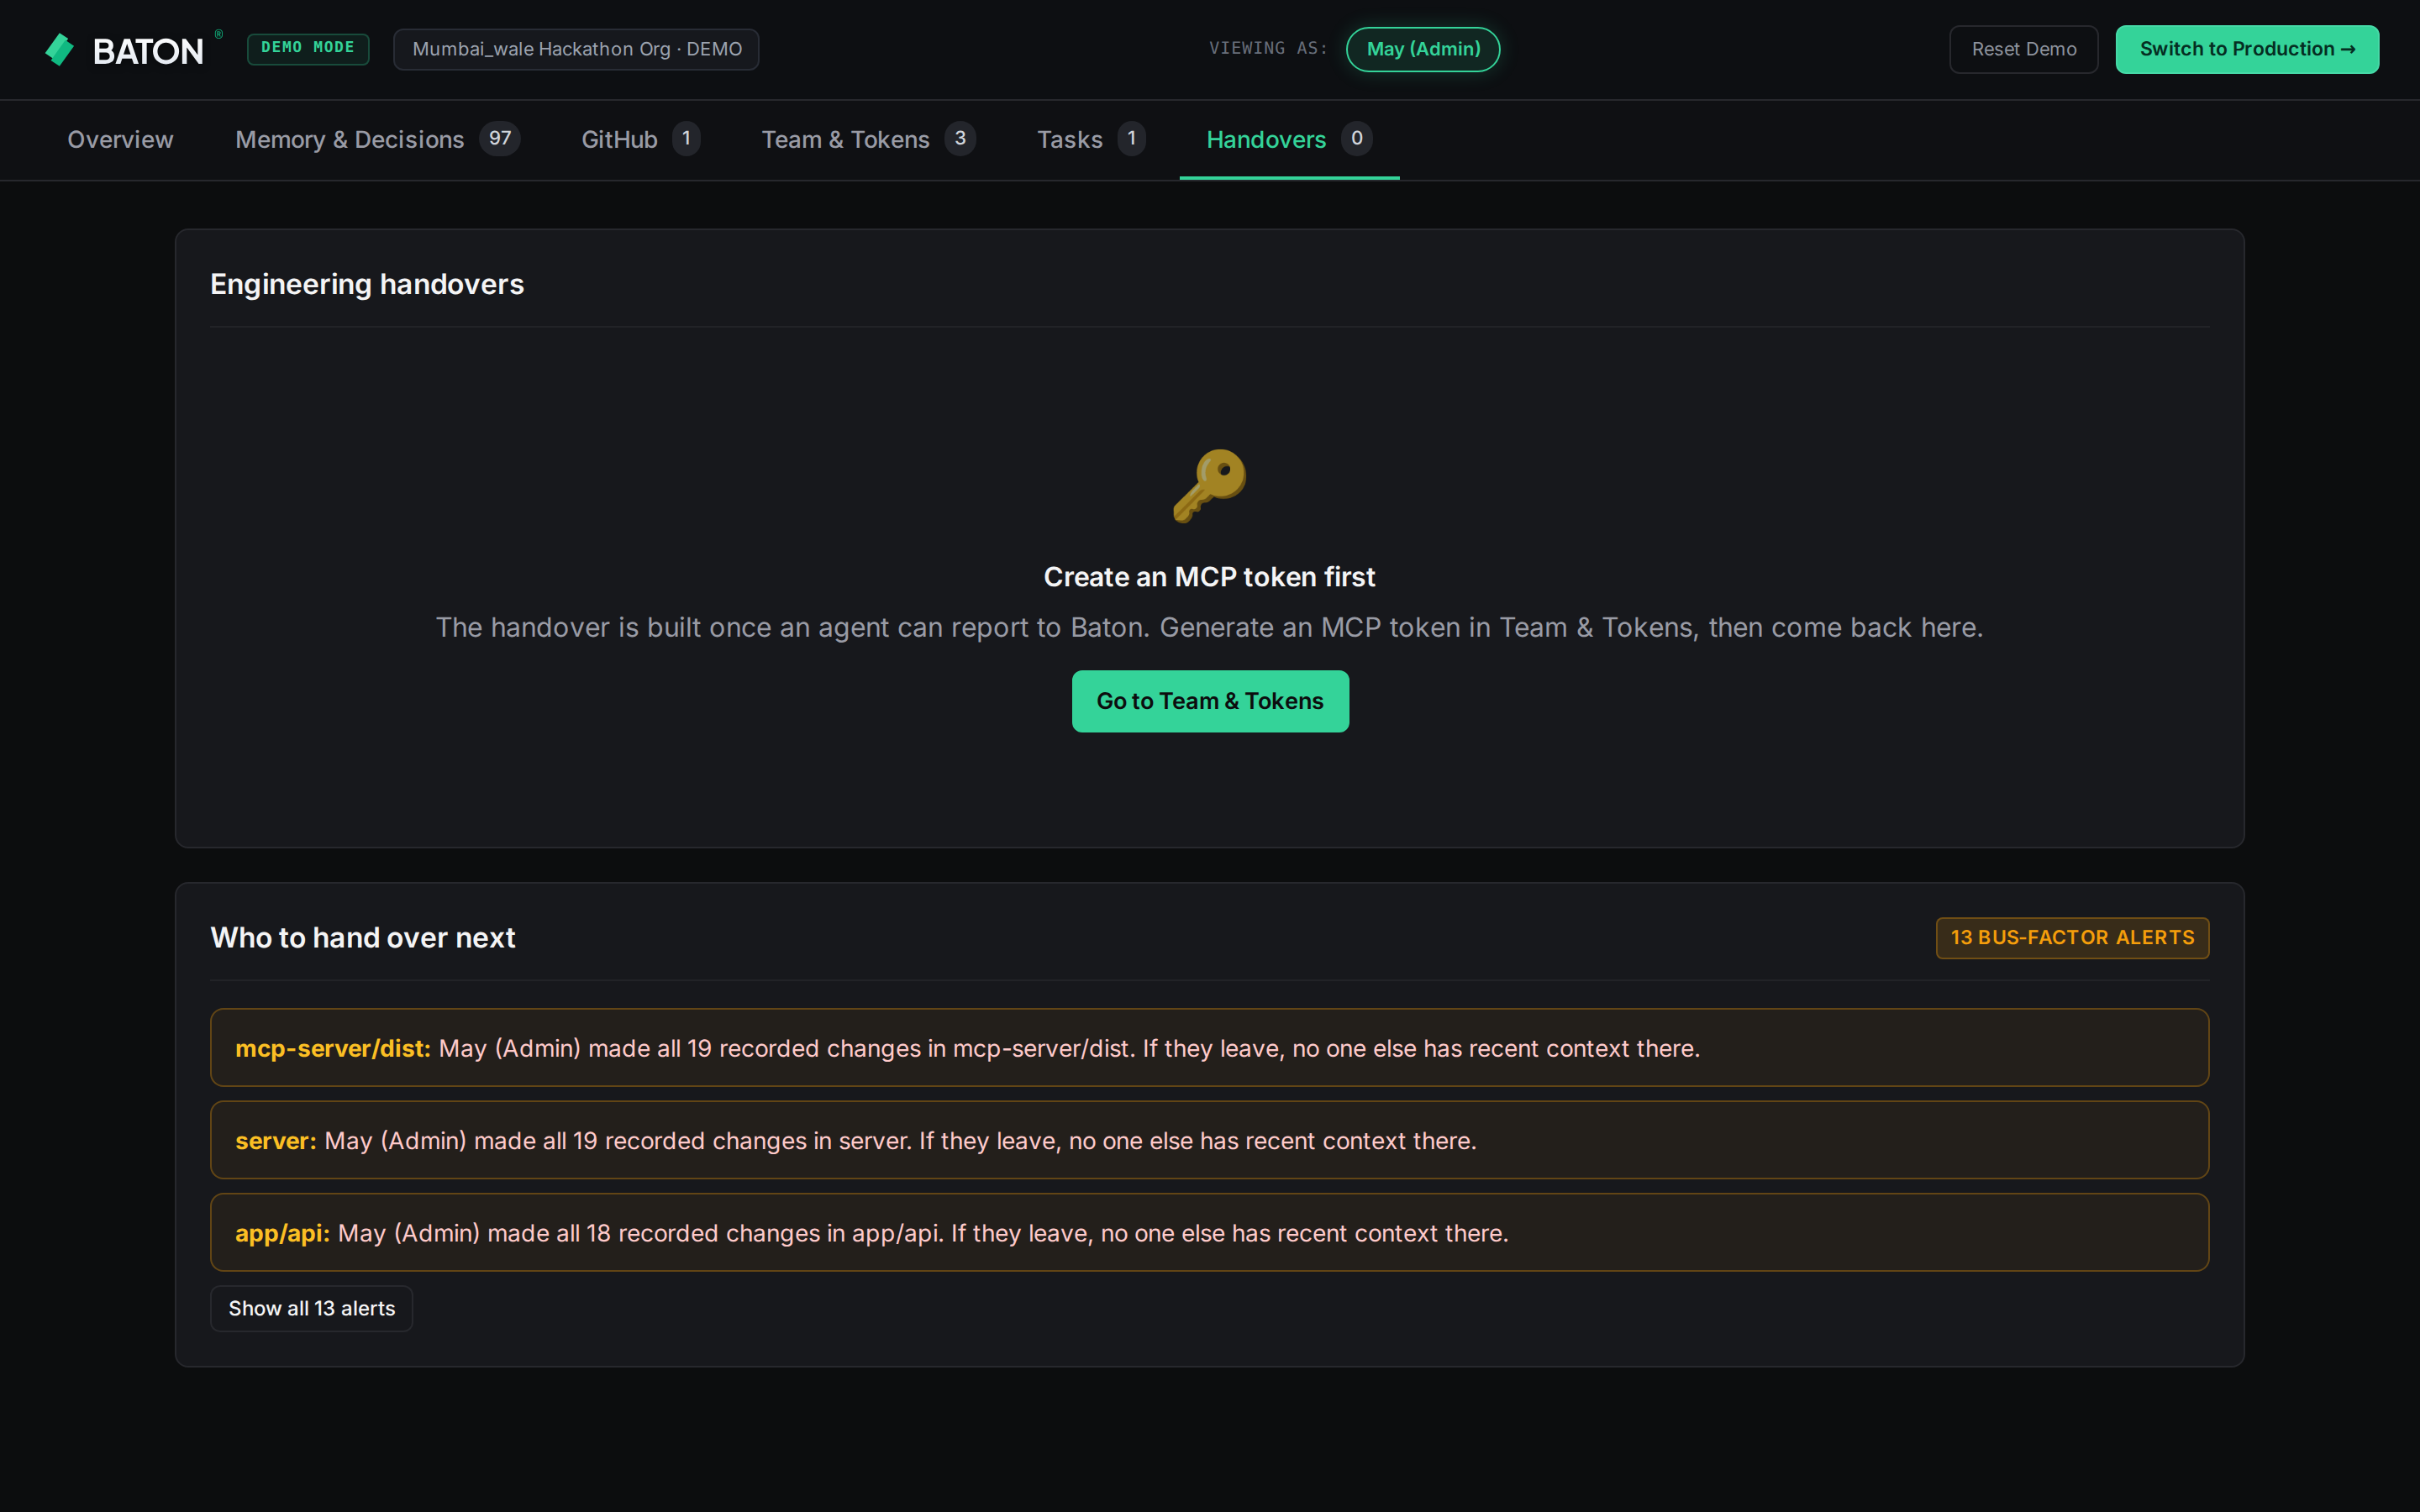 BATON ®
DEMO MODE
Mumbai_wale Hackathon Org · DEMO
VIEWING AS:
May (Admin)
Reset Demo
Switch to Production →
Overview
Memory & Decisions 97
GitHub 1
Team & Tokens 3
Tasks 1
Handovers 0
Engineering handovers
Create an MCP token first
The handover is built once an agent can report to Baton. Generate an MCP token in Team & Tokens, then come back here.
Go to Team & Tokens
Who to hand over next
13 BUS-FACTOR ALERTS
mcp-server/dist: May (Admin) made all 19 recorded changes in mcp-server/dist. If they leave, no one else has recent context there.
server: May (Admin) made all 19 recorded changes in server. If they leave, no one else has recent context there.
app/api: May (Admin) made all 18 recorded changes in app/api. If they leave, no one else has recent context there.
Show all 13 alerts